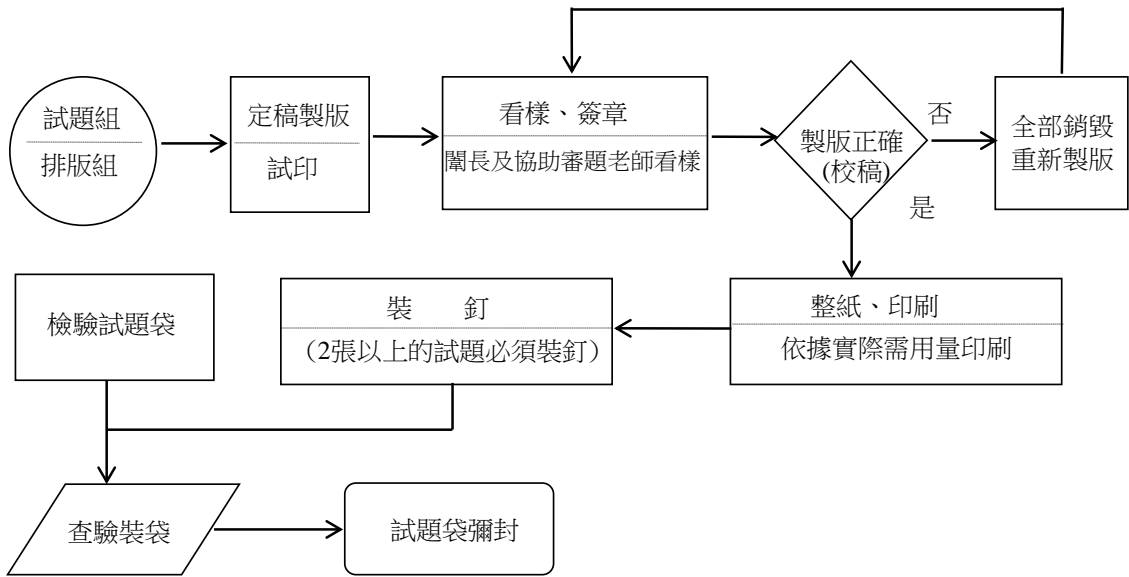 試題組
排版組
定稿製版
試印
看樣、簽章
闈長及協助審題老師看樣
製版正確
(校稿)
否
是
全部銷毀
重新製版
檢驗試題袋
裝 釘
（2張以上的試題必須裝釘）
整紙、印刷
依據實際需用量印刷
查驗裝袋
試題袋彌封